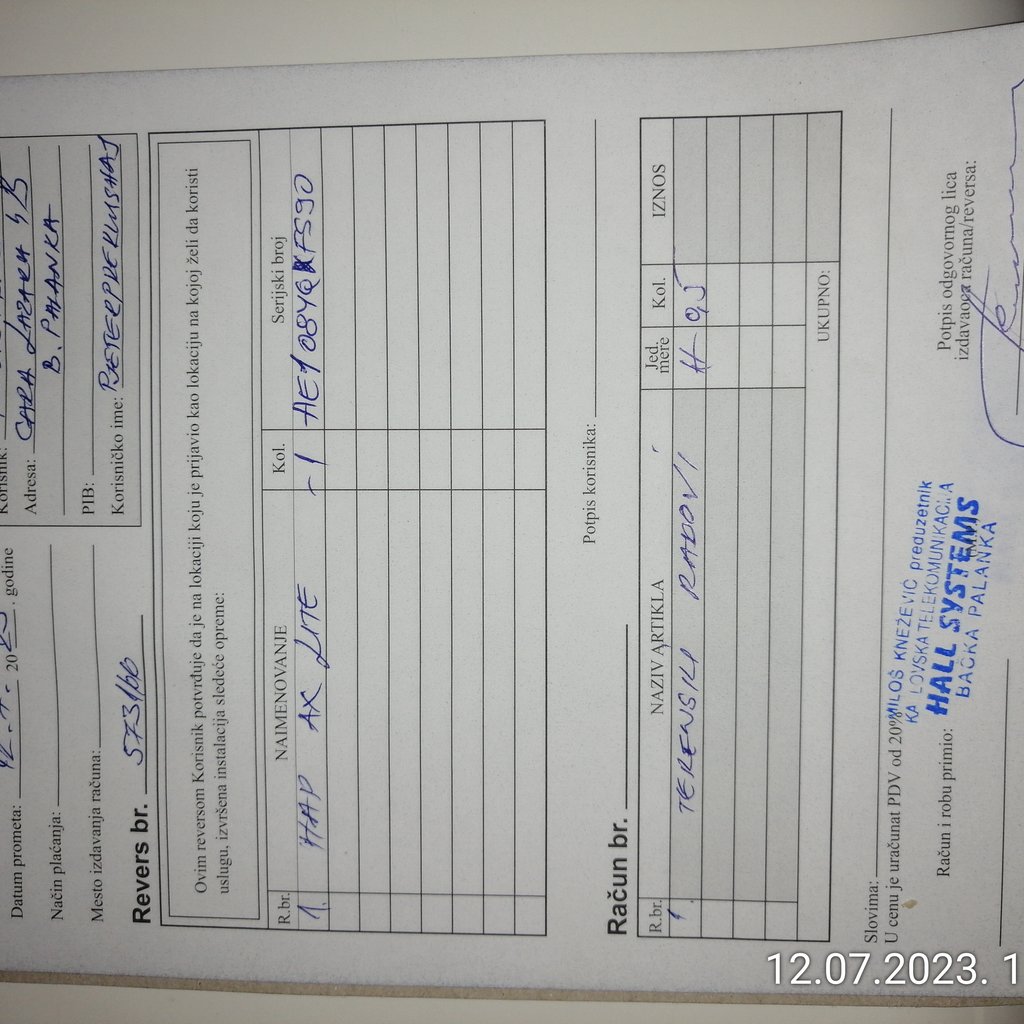 Datum prometa: 12.7. 2023. godine
Način plaćanja:
Mesto izdavanja računa:
Revers br. 573/bb
Korisnik:
Adresa: CARA LAZARA 4B
B. PALANKA
PIB:
Korisničko ime: PJETERPREKUSHAJ
Ovim reversom Korisnik potvrđuje da je na lokaciji koju je prijavio kao lokaciju na kojoj želi da koristi
uslugu, izvršena instalacija sledeće opreme:
R.br. NAIMENOVANJE Kol. Serijski broj
1. HAP AX LITE - 1
Potpis korisnika:
Račun br.
R.br. NAZIV ARTIKLA Jed. mere Kol. IZNOS
1. TERENSKI RADOVI H 0,5
UKUPNO:
Slovima:
U cenu je uračunat PDV od 20%
MILOŠ KNEŽEVIĆ preduzetnik
KABLOVSKA TELEKOMUNIKACIJA
HALL SYSTEMS
BAČKA PALANKA
Račun i robu primio:
Potpis odgovornog lica
izdavaoca računa/reversa:
12.07.2023. 1